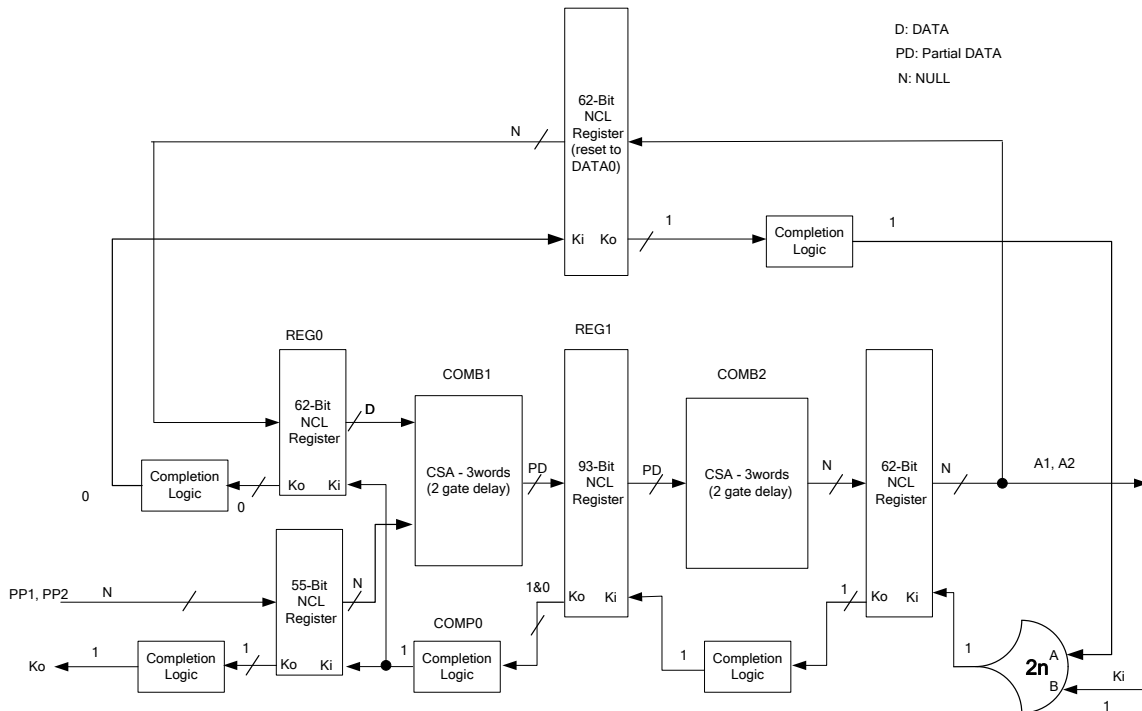 D: DATA
PD: Partial DATA
N: NULL
62-Bit
NCL
Register
(reset to
DATA0)
N
Ki Ko
1
Completion
Logic
1
REG0
62-Bit
NCL
Register
Ko Ki
D
COMB1
CSA - 3words
(2 gate delay)
PD
REG1
93-Bit
NCL
Register
Ko Ki
PD
COMB2
CSA - 3words
(2 gate delay)
N
62-Bit
NCL
Register
Ko Ki
N
A1, A2
Completion
Logic
0
0
PP1, PP2
N
55-Bit
NCL
Register
Ko Ki
N
1&0
COMP0
Completion
Logic
1
1
Completion
Logic
1
Ko
1
Completion
Logic
1
1
2n
A
B
Ki
1